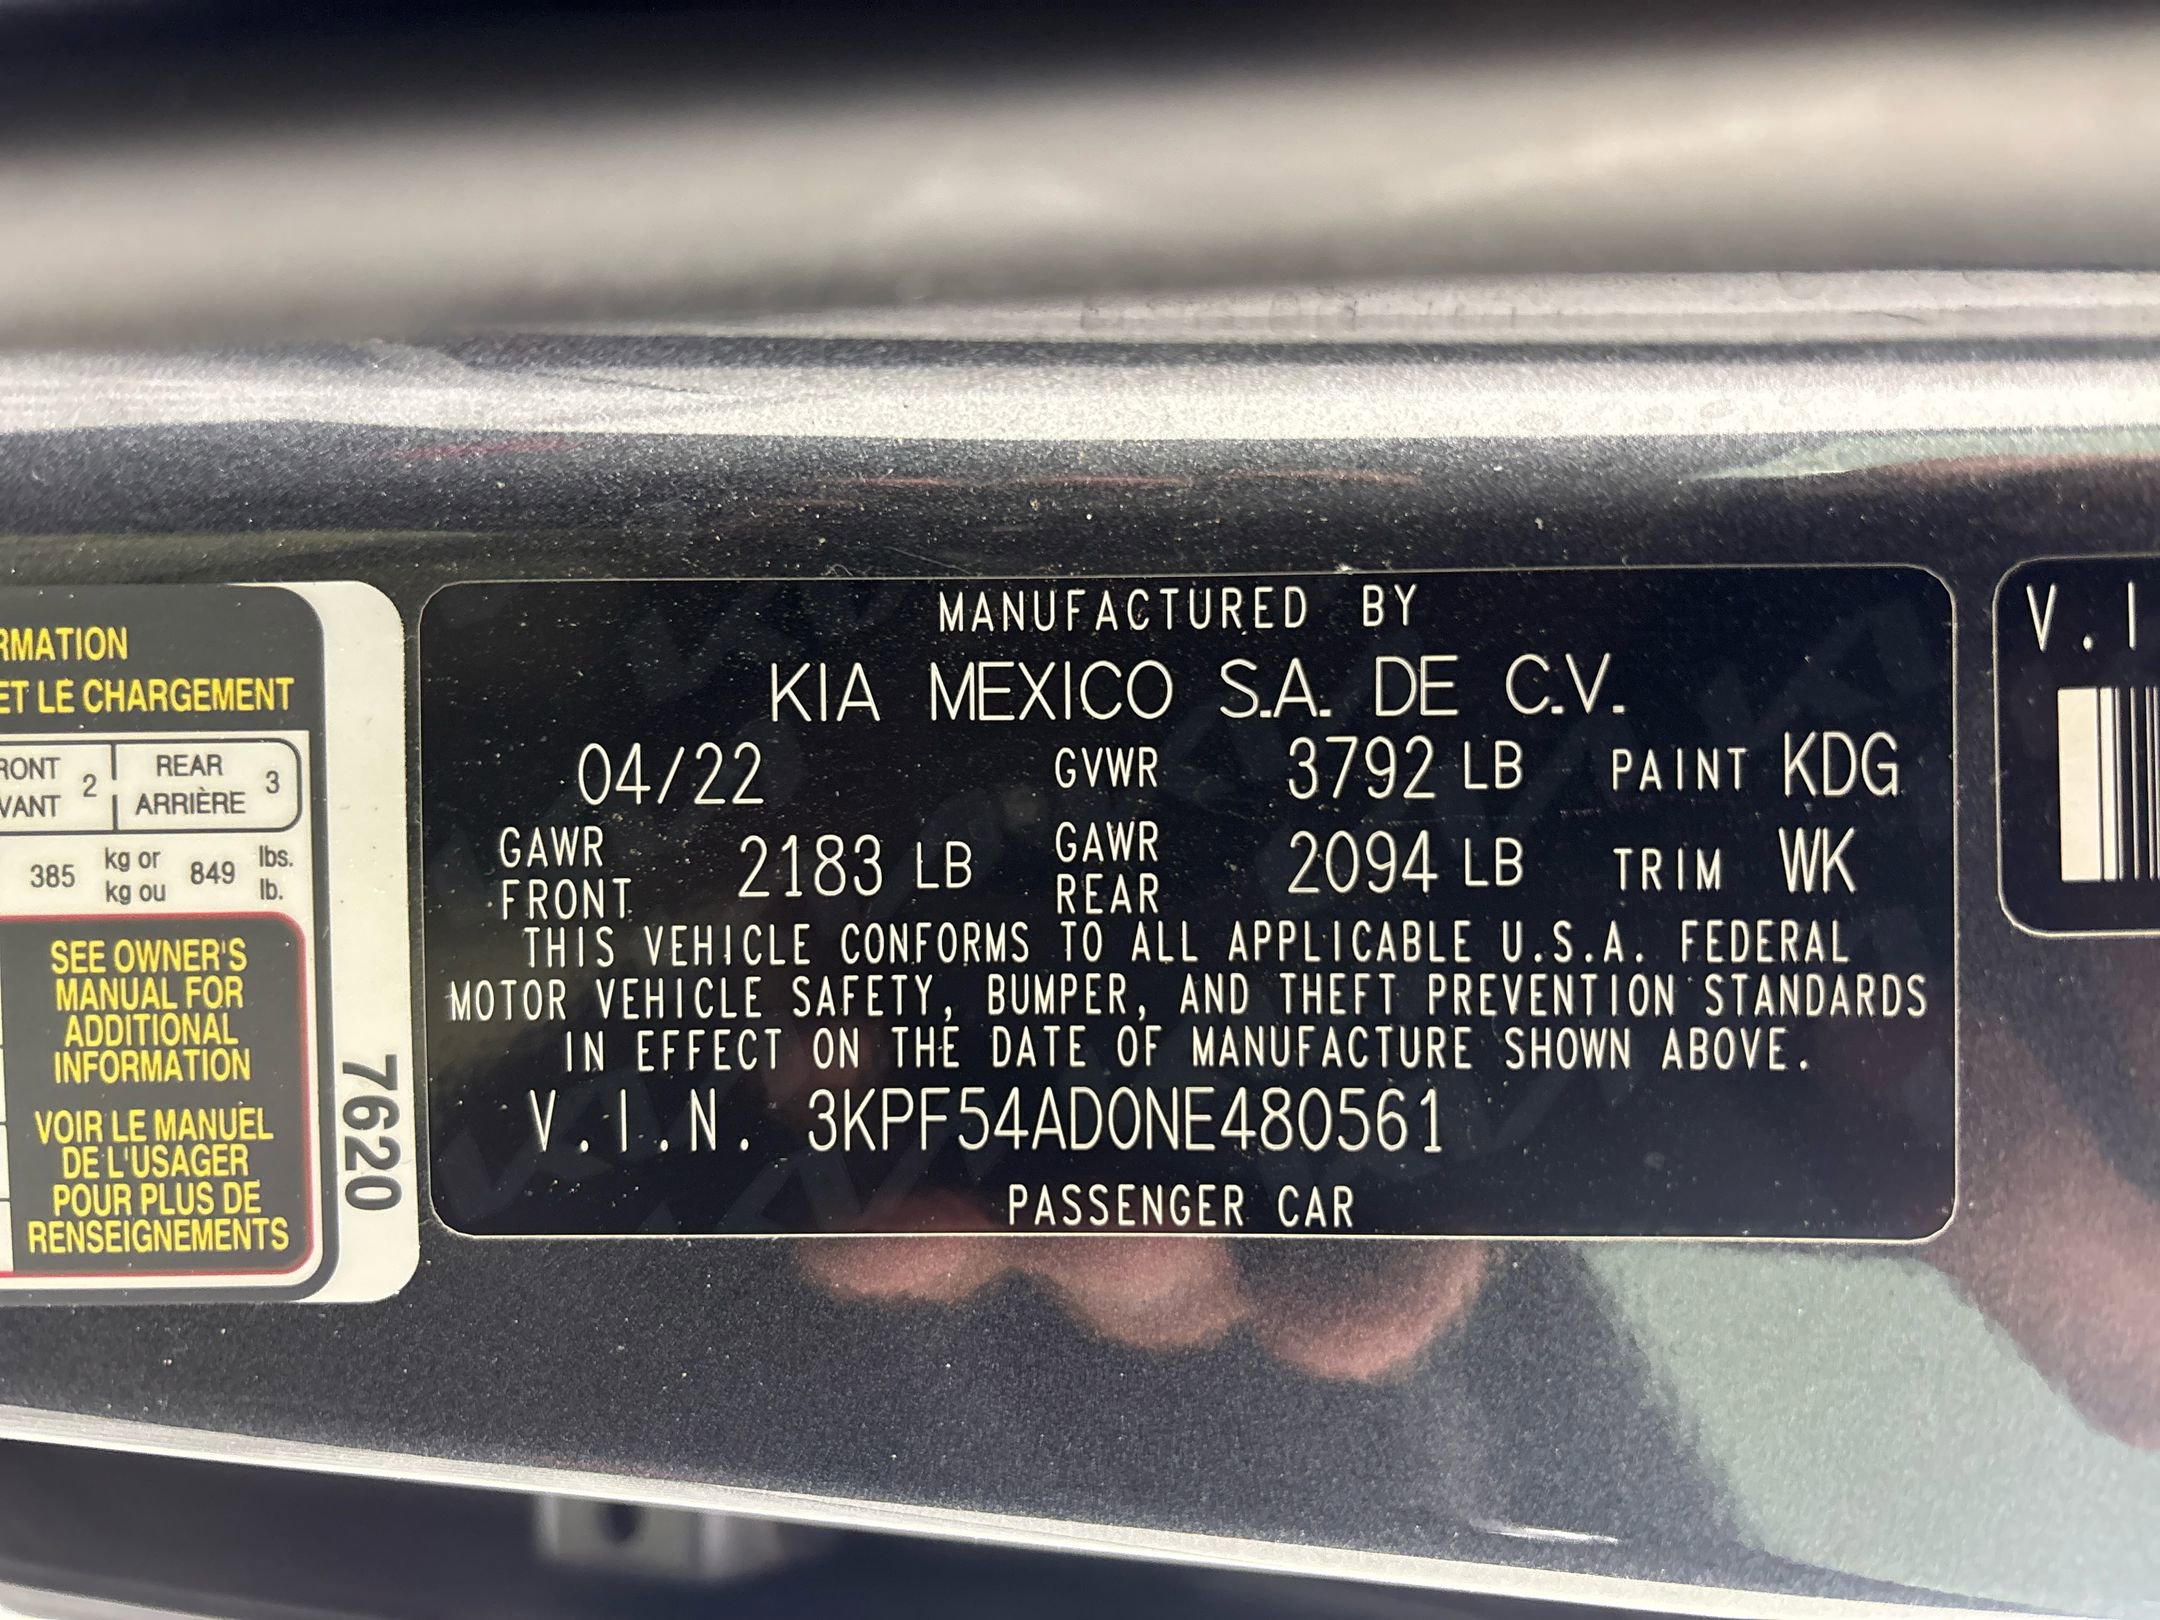 RMATION
ET LE CHARGEMENT
RONT 2 REAR 3
VANT ARRIÈRE
385 kg or 849 lbs.
kg ou lb.
SEE OWNER'S
MANUAL FOR
ADDITIONAL
INFORMATION
VOIR LE MANUEL
DE L'USAGER
POUR PLUS DE
RENSEIGNEMENTS
7620
MANUFACTURED BY
KIA MEXICO S.A. DE C.V.
04/22 GVWR 3792 LB PAINT KDG
GAWR FRONT 2183 LB GAWR REAR 2094 LB TRIM WK
THIS VEHICLE CONFORMS TO ALL APPLICABLE U.S.A. FEDERAL
MOTOR VEHICLE SAFETY, BUMPER, AND THEFT PREVENTION STANDARDS
IN EFFECT ON THE DATE OF MANUFACTURE SHOWN ABOVE.
V.I.N. 3KPF54AD0NE480561
PASSENGER CAR
V.I